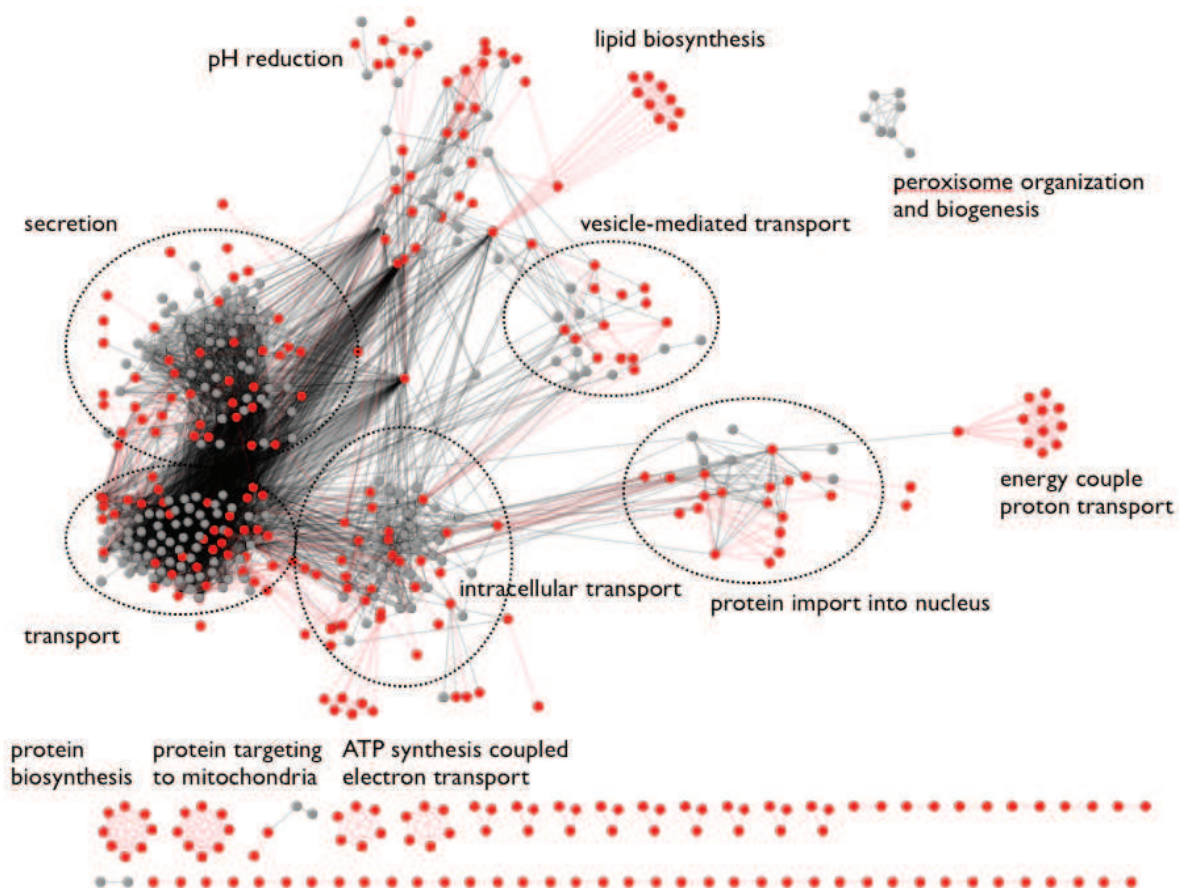 lipid biosynthesis
pH reduction
peroxisome organization
and biogenesis
secretion
vesicle-mediated transport
energy couple
proton transport
intracellular transport
protein import into nucleus
transport
protein
biosynthesis
protein targeting
to mitochondria
ATP synthesis coupled
electron transport